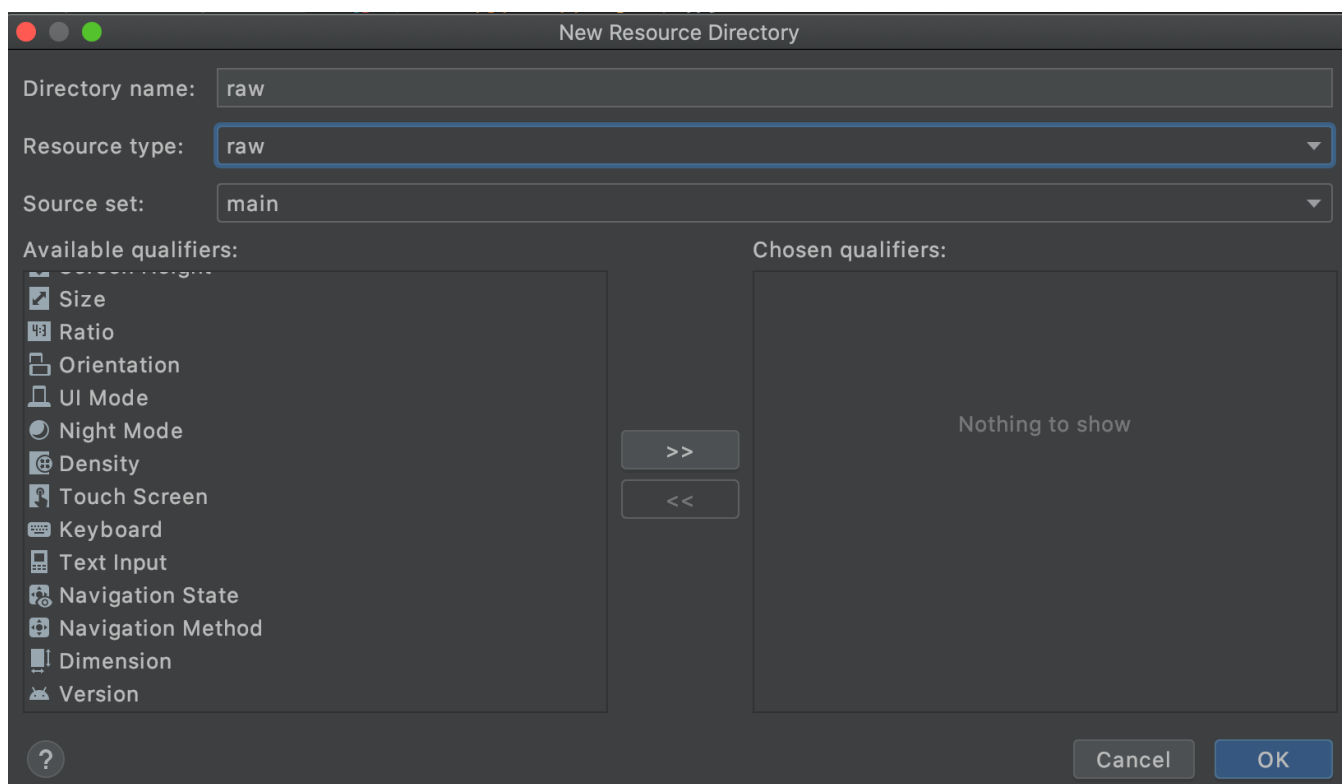 New Resource Directory
Directory name: raw
Resource type: raw
Source set: main
Available qualifiers:
Chosen qualifiers:
Screen Height
Size
Ratio
Orientation
UI Mode
Night Mode
Density
Touch Screen
Keyboard
Text Input
Navigation State
Navigation Method
Dimension
Version
>>
<<
Nothing to show
?
Cancel
OK